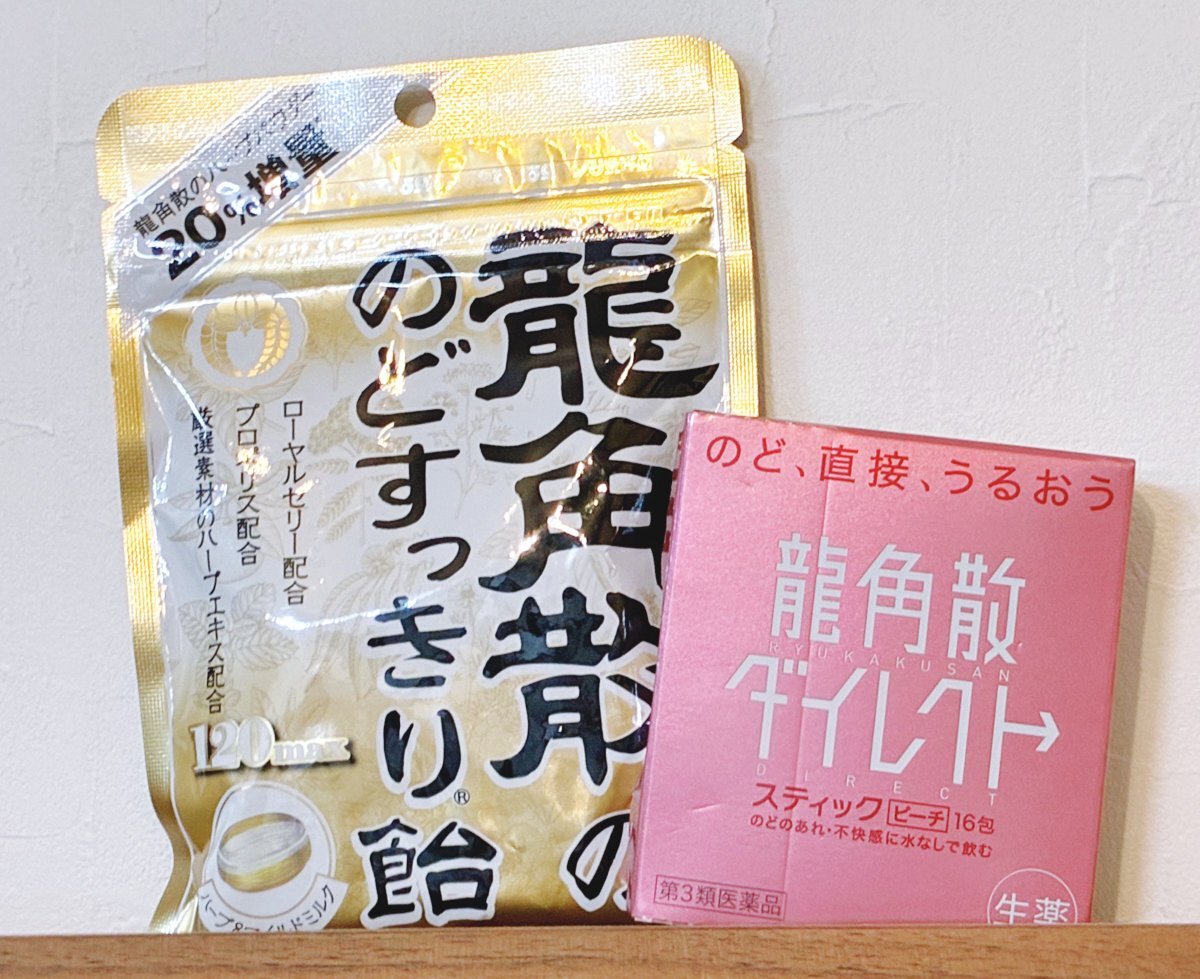 龍角散のハーブパウダー
20%増量
龍角散の
のどすっきり®飴
ローヤルゼリー配合
プロポリス配合
厳選素材のハーブエキス配合
120max
ハーブ&マイルドミルク
のど、直接、うるおう
龍角散
RYUKAKUSAN
ダイレクト
DIRECT
スティック ピーチ 16包
のどのあれ・不快感に水なしで飲む
第3類医薬品
生薬